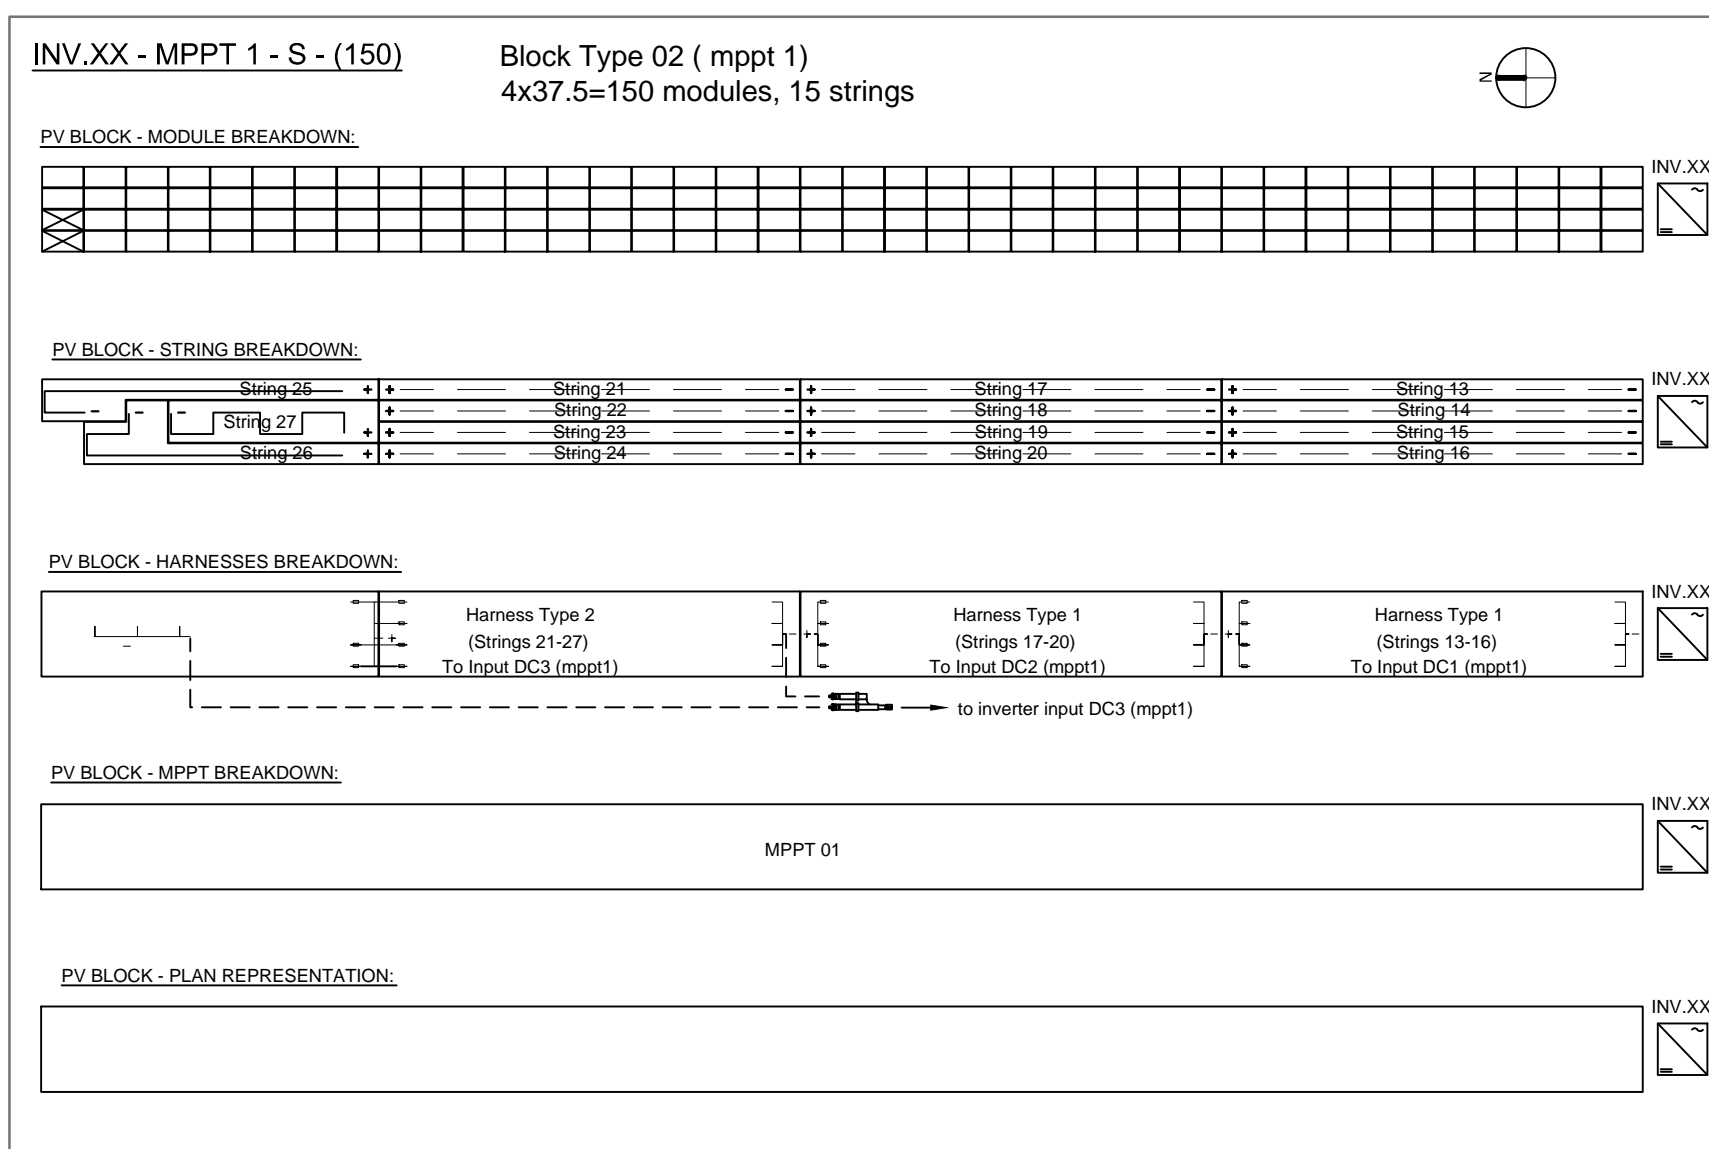 INV.XX - MPPT 1 - S - (150)
Block Type 02 ( mppt 1)
4x37.5=150 modules, 15 strings
N
PV BLOCK - MODULE BREAKDOWN:
INV.XX
PV BLOCK - STRING BREAKDOWN:
INV.XX
String 25 + + String 21 - + String 17 - + String 13 -
- - - String 27 + String 22 - + String 18 - + String 14 -
+ + String 23 - + String 19 - + String 15 -
String 26 + + String 24 - + String 20 - + String 16 -
PV BLOCK - HARNESSES BREAKDOWN:
INV.XX
Harness Type 2
(Strings 21-27)
To Input DC3 (mppt1)
Harness Type 1
(Strings 17-20)
To Input DC2 (mppt1)
Harness Type 1
(Strings 13-16)
To Input DC1 (mppt1)
to inverter input DC3 (mppt1)
PV BLOCK - MPPT BREAKDOWN:
INV.XX
MPPT 01
PV BLOCK - PLAN REPRESENTATION:
INV.XX